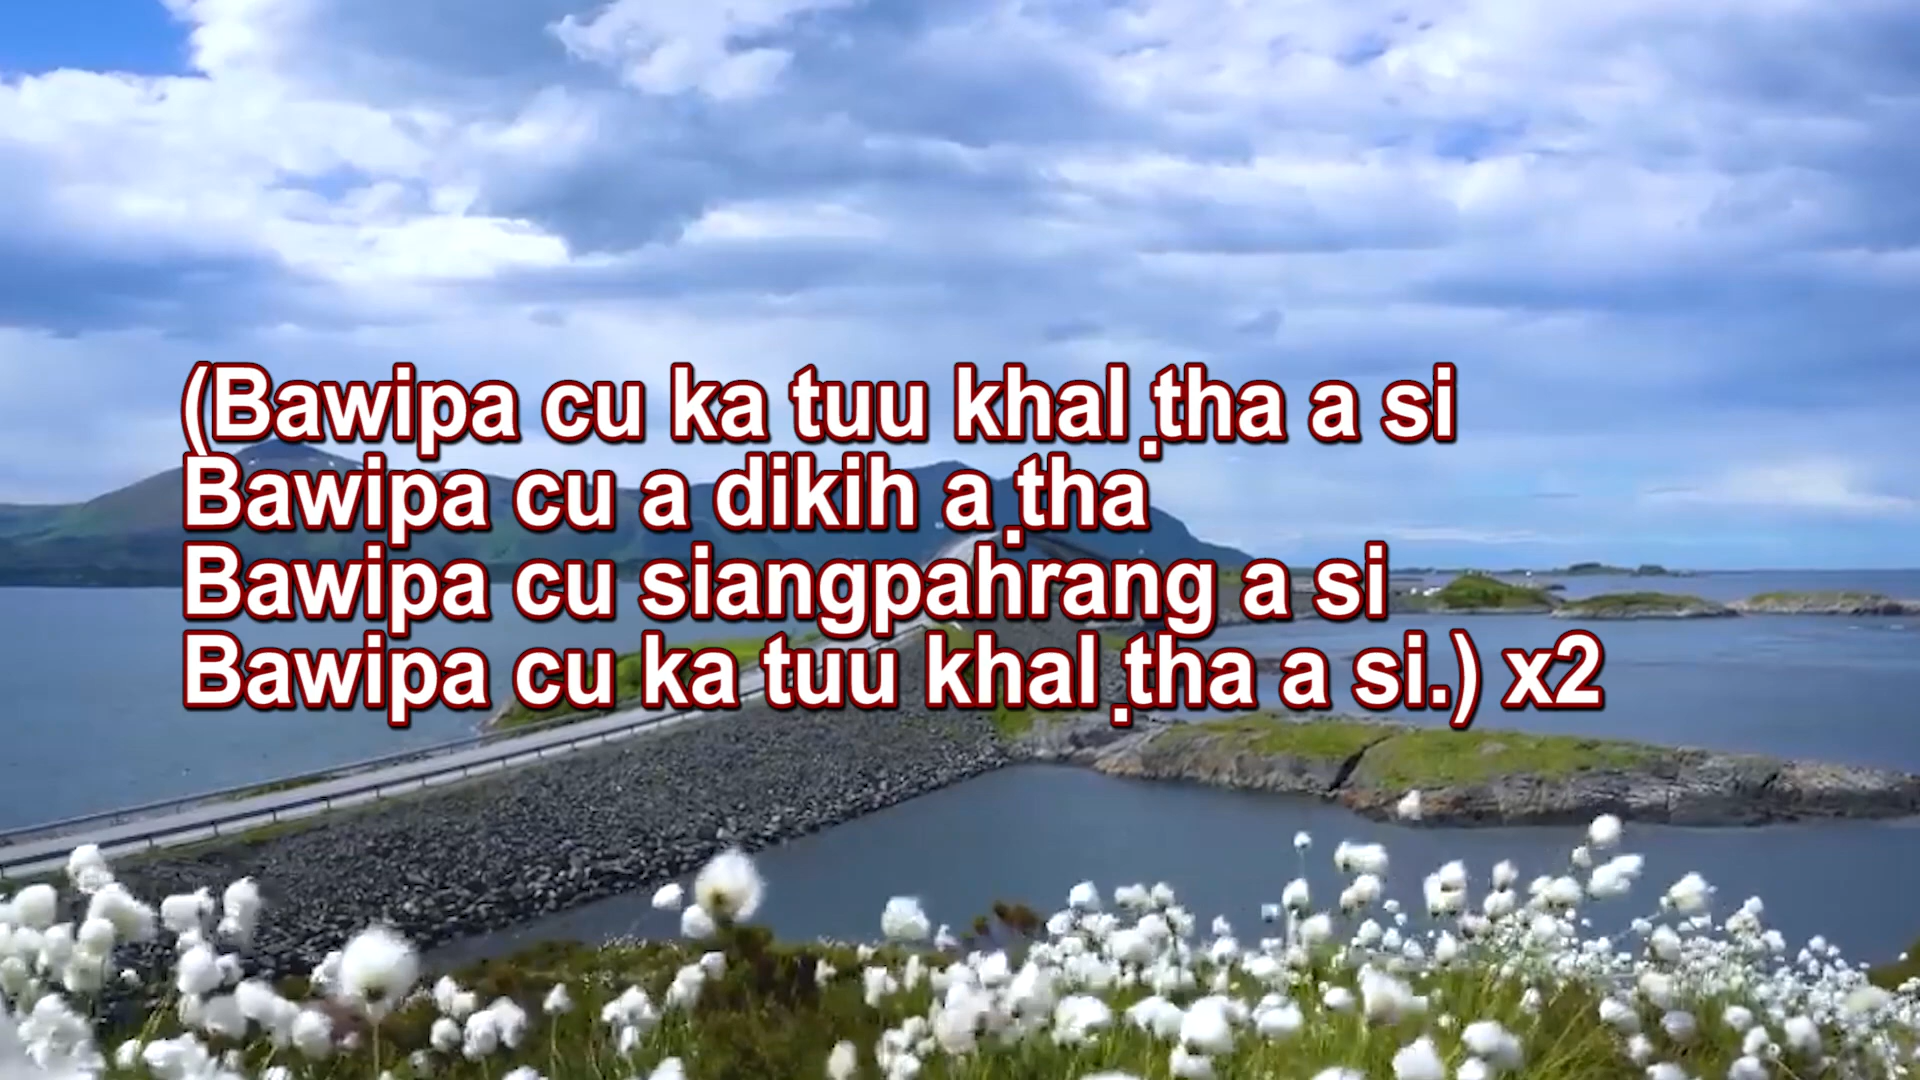 (Bawipa cu ka tuu khal ṭha a si
Bawipa cu a dikih a ṭha
Bawipa cu siangpahrang a si
Bawipa cu ka tuu khal ṭha a si.) x2